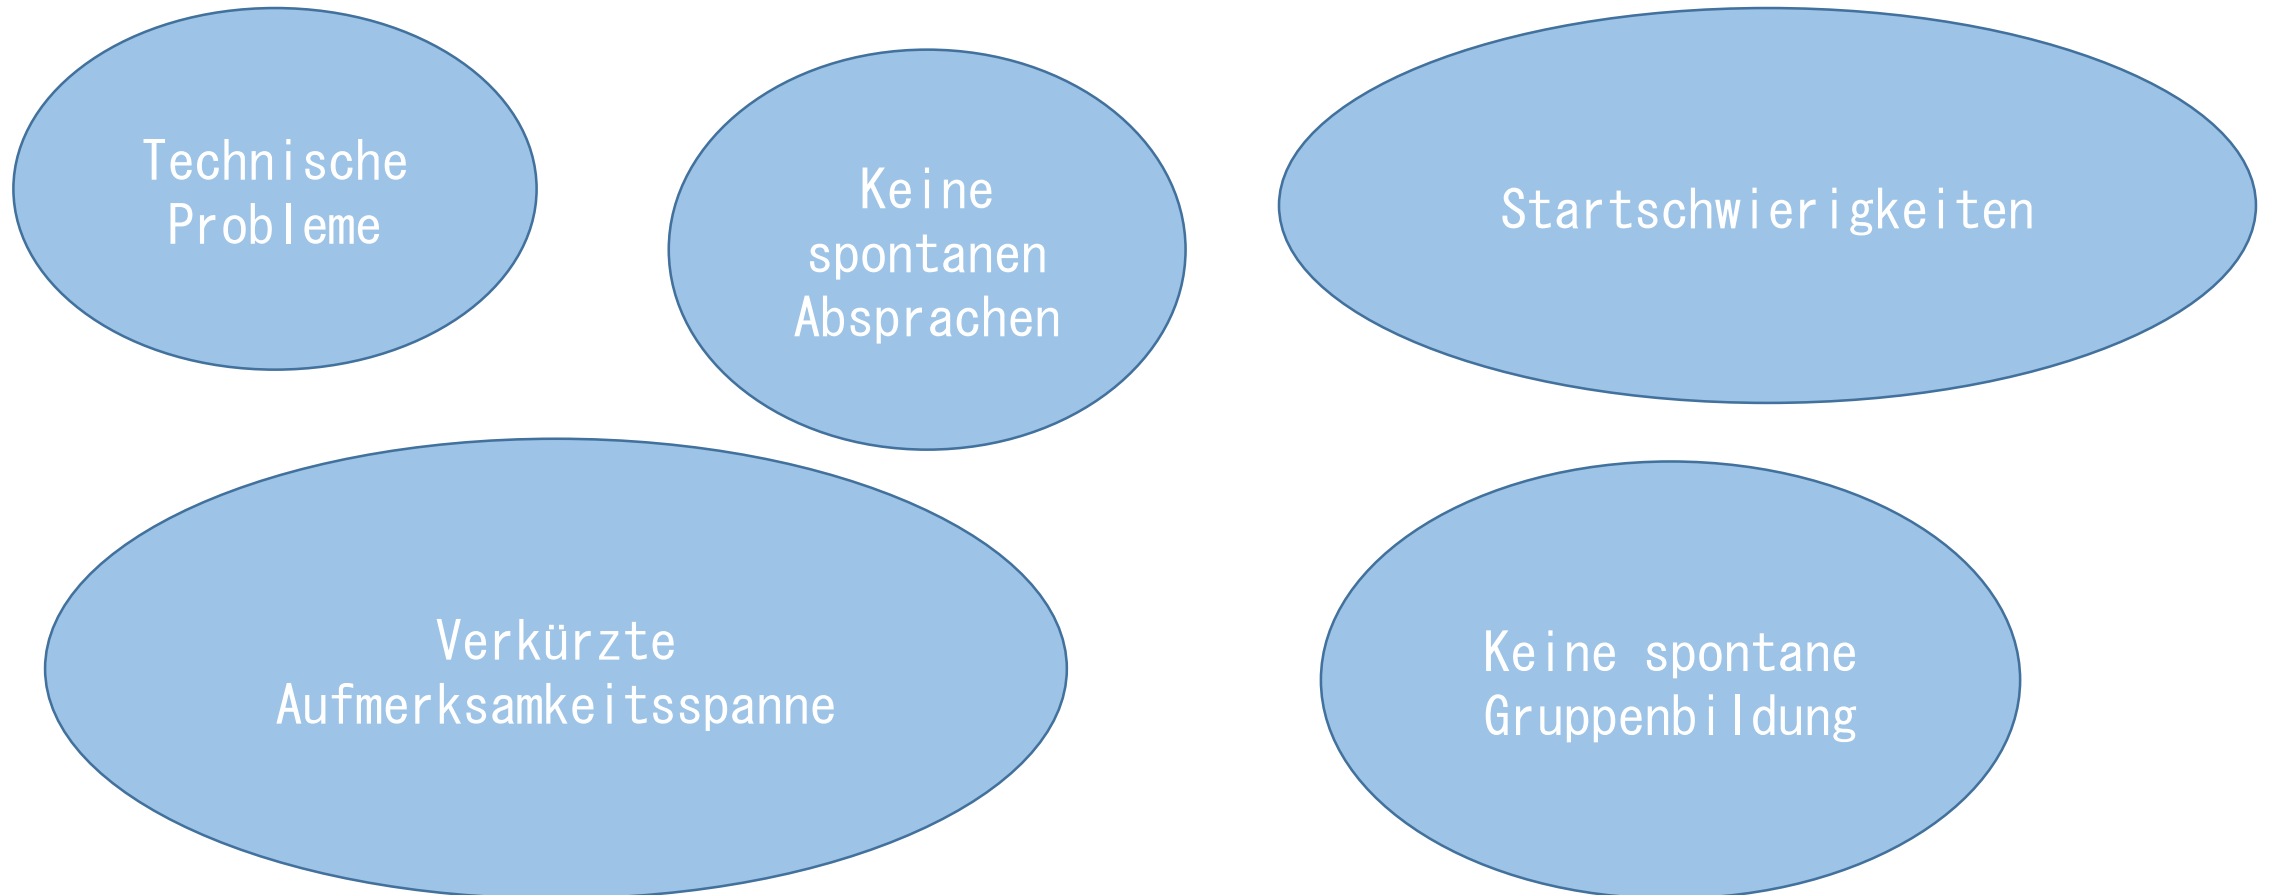 Technische
Probleme
Keine
spontanen
Absprachen
Startschwierigkeiten
Verkürzte
Aufmerksamkeitsspanne
Keine spontane
Gruppenbildung